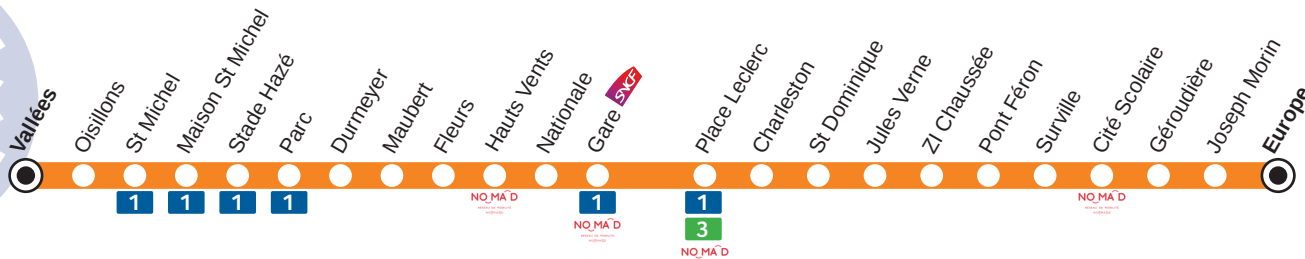 Vallées
Oisillons
St Michel
Maison St Michel
Stade Hazé
Parc
Durmeyer
Maubert
Fleurs
Hauts Vents
Nationale
Gare SNCF
Place Leclerc
Charleston
St Dominique
Jules Verne
ZI Chaussée
Pont Féron
Surville
Cité Scolaire
Géroudière
Joseph Morin
Europe
1 1 1 1 NOMAD 1 1 NOMAD
NOMAD 3
NOMAD